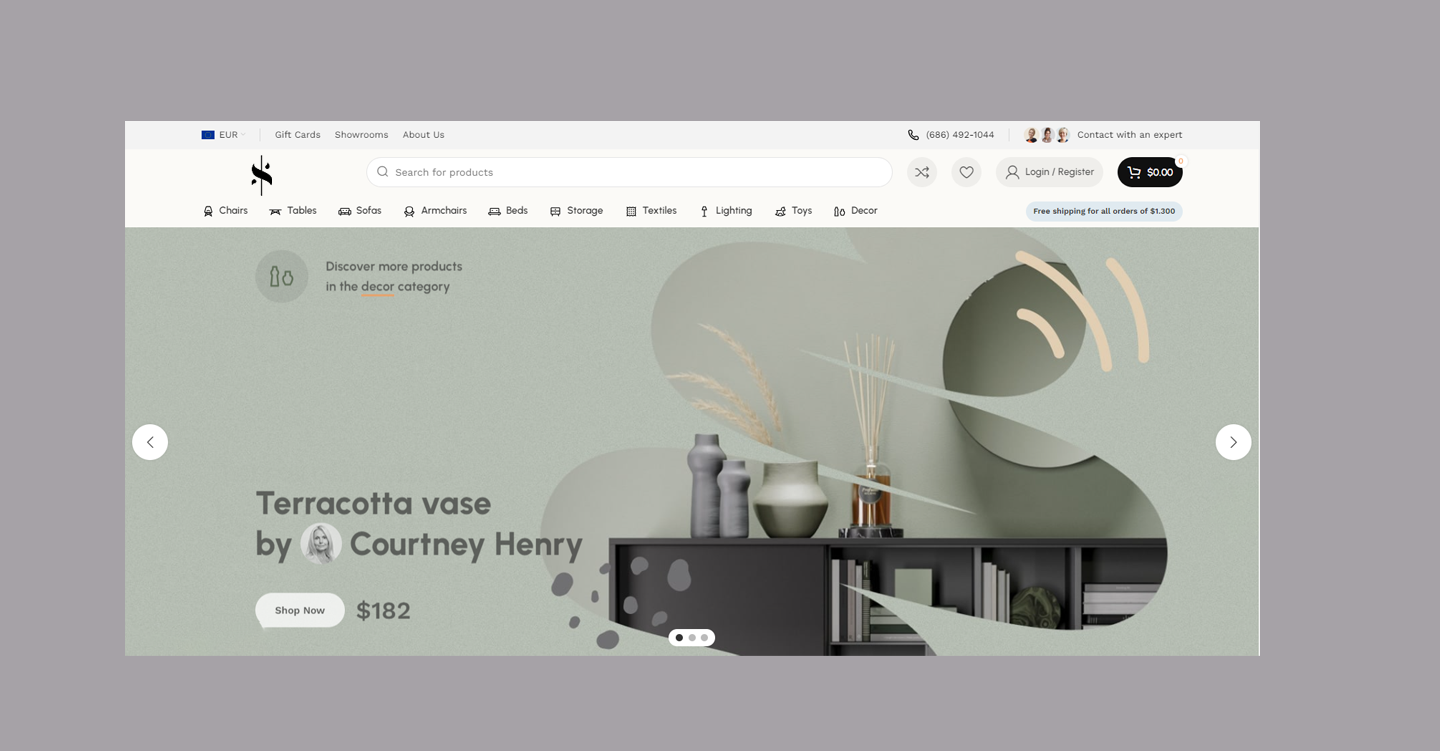 EUR
Gift Cards
Showrooms
About Us
(686) 492-1044
Contact with an expert
Search for products
Login / Register
0
$0.00
Chairs
Tables
Sofas
Armchairs
Beds
Storage
Textiles
Lighting
Toys
Decor
Free shipping for all orders of $1.300
Discover more products
in the decor category
Terracotta vase
by Courtney Henry
Shop Now
$182